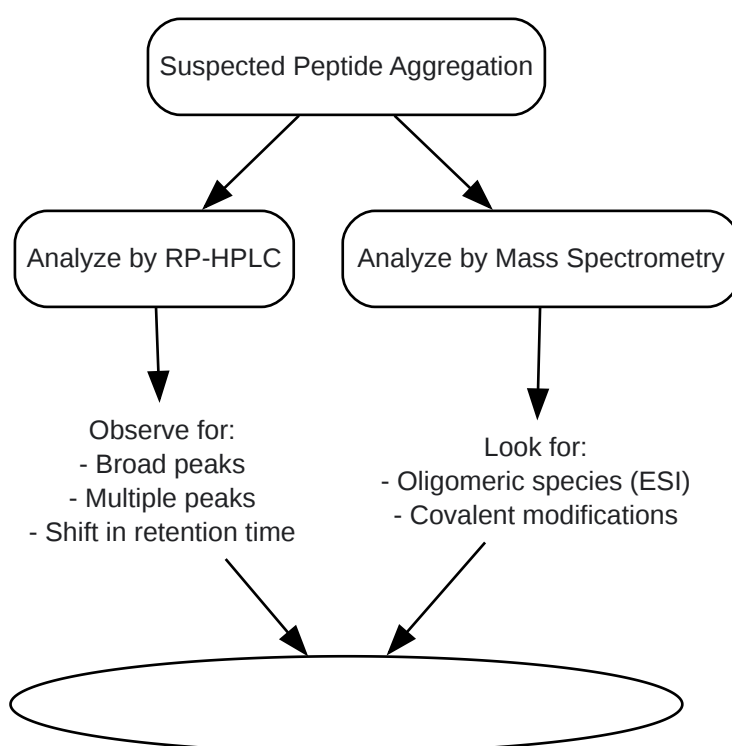 Suspected Peptide Aggregation
Analyze by RP-HPLC
Analyze by Mass Spectrometry
Observe for:
- Broad peaks
- Multiple peaks
- Shift in retention time
Look for:
- Oligomeric species (ESI)
- Covalent modifications